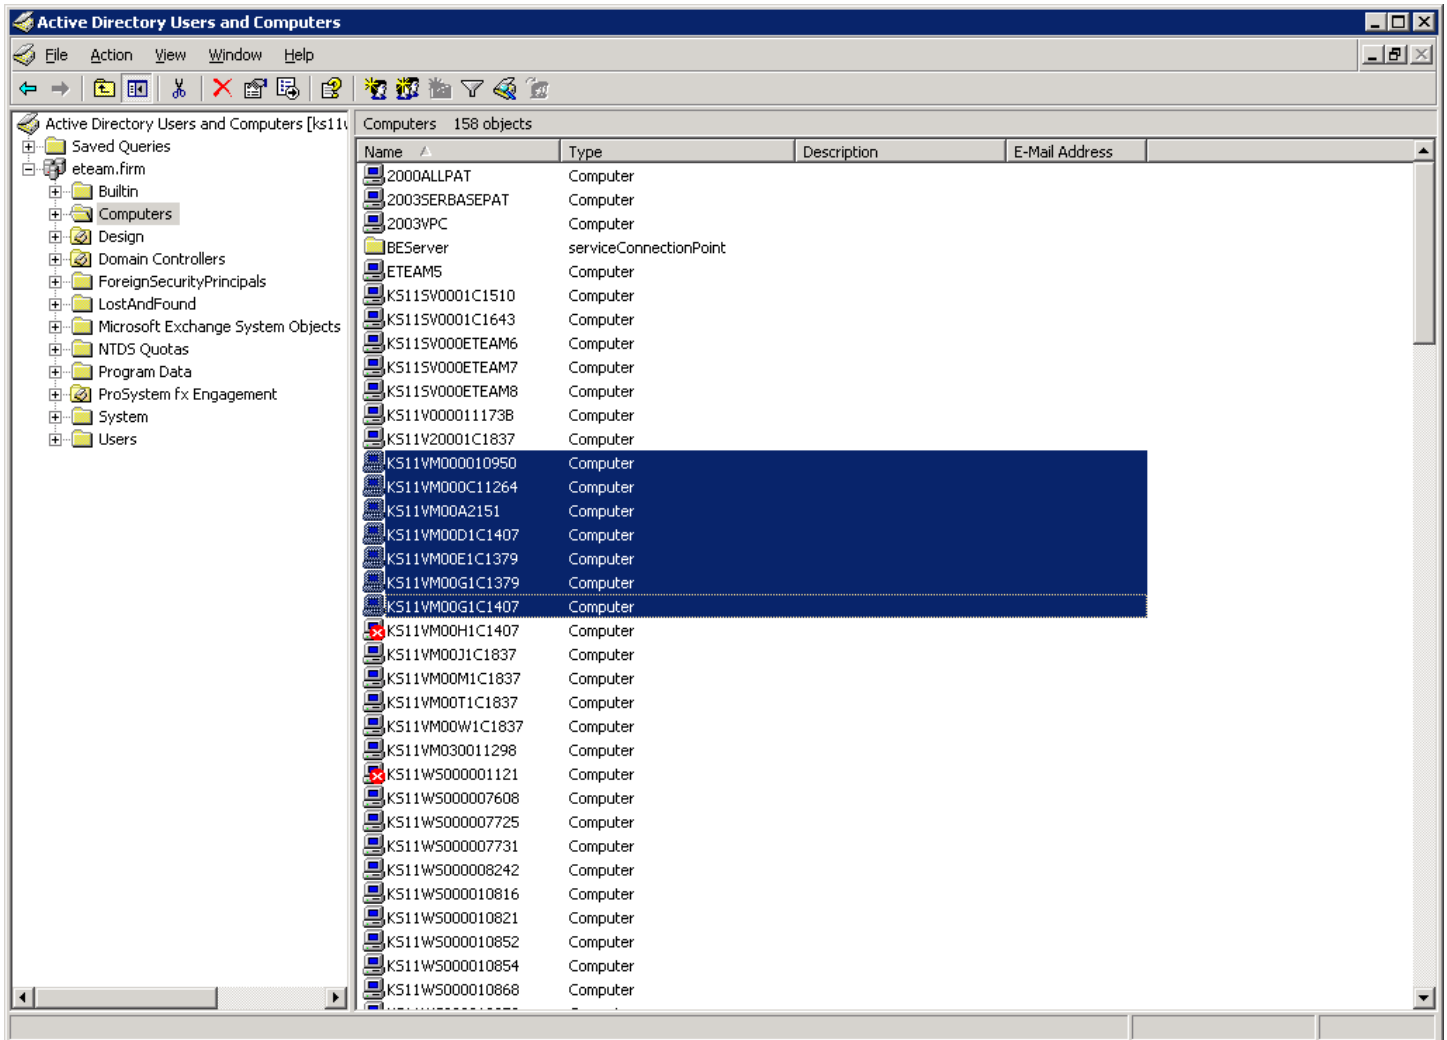 Active Directory Users and Computers
File Action View Window Help
Active Directory Users and Computers [ks11
Saved Queries
eteam.firm
Builtin
Computers
Design
Domain Controllers
ForeignSecurityPrincipals
LostAndFound
Microsoft Exchange System Objects
NTDS Quotas
Program Data
ProSystem fx Engagement
System
Users
Computers 158 objects
Name Type Description E-Mail Address
2000ALLPAT Computer
2003SERBASEPAT Computer
2003VPC Computer
BEServer serviceConnectionPoint
ETEAM5 Computer
KS11SV0001C1510 Computer
KS11SV0001C1643 Computer
KS11SV000ETEAM6 Computer
KS11SV000ETEAM7 Computer
KS11SV000ETEAM8 Computer
KS11V000011173B Computer
KS11V20001C1837 Computer
KS11VM000010950 Computer
KS11VM000C11264 Computer
KS11VM00A2151 Computer
KS11VM00D1C1407 Computer
KS11VM00E1C1379 Computer
KS11VM00G1C1379 Computer
KS11VM00G1C1407 Computer
KS11VM00H1C1407 Computer
KS11VM00J1C1837 Computer
KS11VM00M1C1837 Computer
KS11VM00T1C1837 Computer
KS11VM00W1C1837 Computer
KS11VM030011298 Computer
KS11WS000001121 Computer
KS11WS000007608 Computer
KS11WS000007725 Computer
KS11WS000007731 Computer
KS11WS000008242 Computer
KS11WS000010816 Computer
KS11WS000010821 Computer
KS11WS000010852 Computer
KS11WS000010854 Computer
KS11WS000010868 Computer